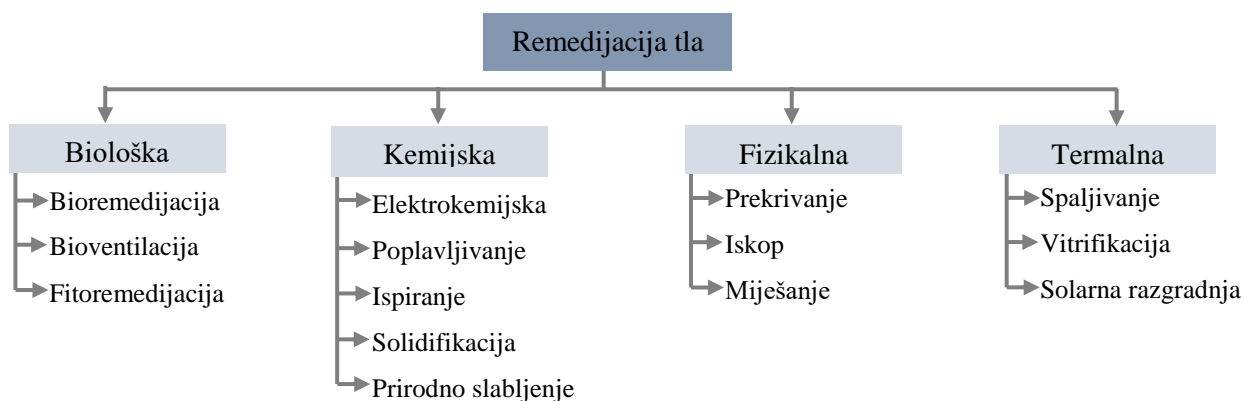 Remedijacija tla
Biološka
Bioremedijacija
Bioventilacija
Fitoremedijacija
Kemijska
Elektrokemijska
Poplavljivanje
Ispiranje
Solidifikacija
Prirodno slabljenje
Fizikalna
Prekrivanje
Iskop
Miješanje
Termalna
Spaljivanje
Vitrifikacija
Solarna razgradnja